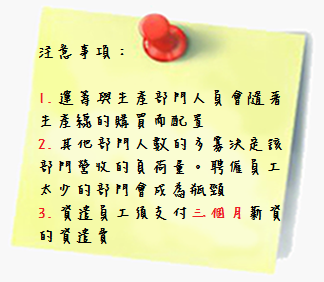 注意事項：
1. 運籌與生產部門人員會隨著
生產線的購買而配置
2. 其他部門人數的多寡決定該
部門營收的負荷量。聘僱員工
太少的部門會成為瓶頸
3. 資遣員工須支付三個月薪資
的資遣費